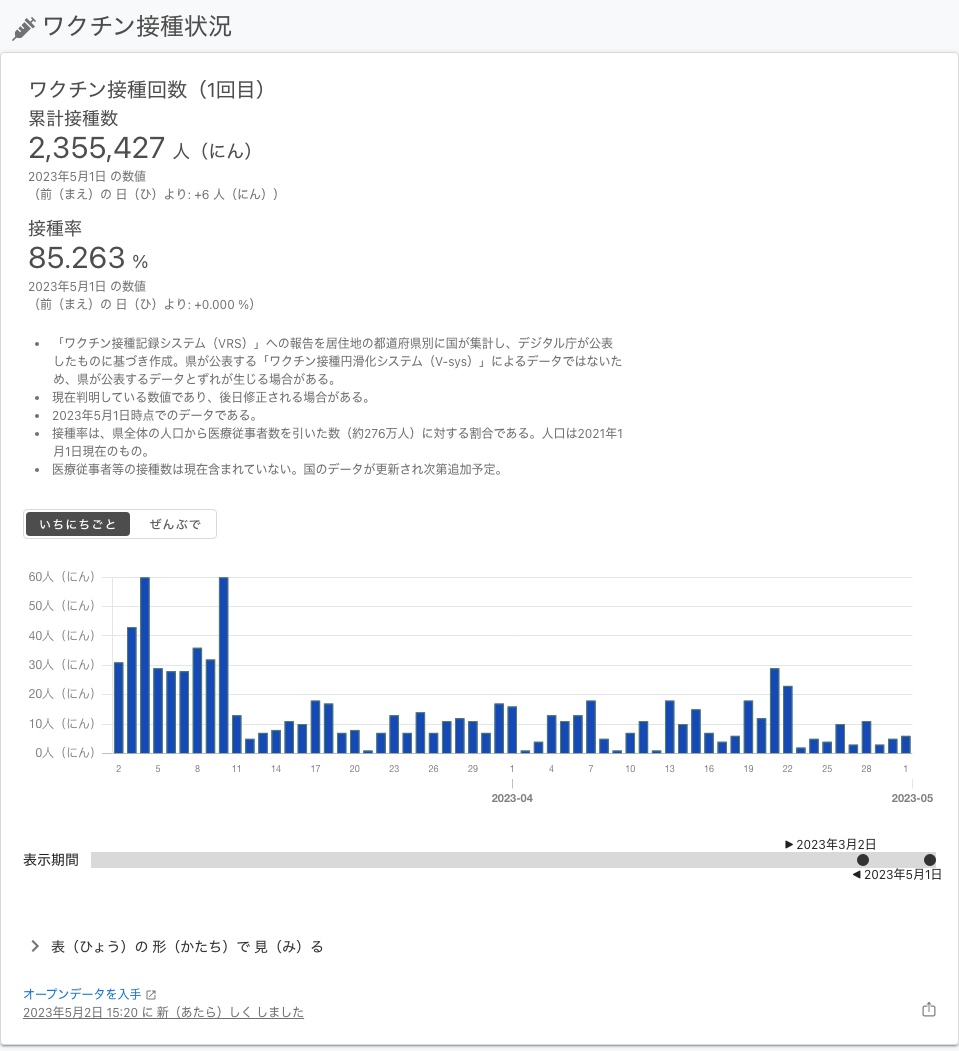 ワクチン接種状況
ワクチン接種回数（1回目）
累計接種数
2,355,427 人（にん）
2023年5月1日 の数値
（前（まえ）の 日（ひ）より: +6 人（にん））
接種率
85.263 %
2023年5月1日 の数値
（前（まえ）の 日（ひ）より: +0.000 %）
• 「ワクチン接種記録システム（VRS）」への報告を居住地の都道府県別に国が集計し、デジタル庁が公表
したものに基づき作成。県が公表する「ワクチン接種円滑化システム（V-sys）」によるデータではないた
め、県が公表するデータとずれが生じる場合がある。
• 現在判明している数値であり、後日修正される場合がある。
• 2023年5月1日時点でのデータである。
• 接種率は、県全体の人口から医療従事者数を引いた数（約276万人）に対する割合である。人口は2021年1
月1日現在のもの。
• 医療従事者等の接種数は現在含まれていない。国のデータが更新され次第追加予定。
いちにちごと ぜんぶで
60人（にん）
50人（にん）
40人（にん）
30人（にん）
20人（にん）
10人（にん）
0人（にん）
2 5 8 11 14 17 20 23 26 29 1 4 7 10 13 16 19 22 25 28 1
2023-04 2023-05
▶ 2023年3月2日
表示期間
◀ 2023年5月1日
表（ひょう）の 形（かたち）で 見（み）る
オープンデータを入手
2023年5月2日 15:20 に 新（あたら）しく しました